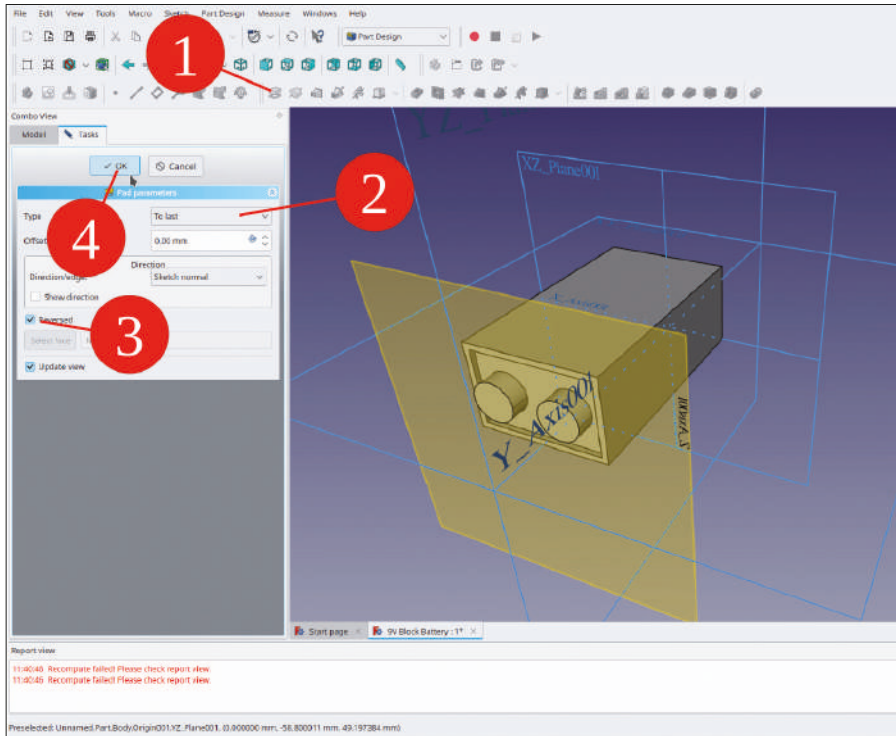 File Edit View Tools Macro Sketch Part Design Measure Windows Help
Part Design
1
Combo View
Model Tasks
OK Cancel
Pad parameters
Type To last
2
4
Offset 0.00 mm
Direction
Direction/edge: Sketch normal
Show direction
Reversed
3
Select face
Update view
XZ_Plane001
X_Axis001
Y_Axis001
Z_Axis001
Start page 9V Block Battery : 1*
Report view
11:40:46 Recompute failed! Please check report view.
11:40:46 Recompute failed! Please check report view.
Preselected: Unnamed.Part.Body.Origin001.YZ_Plane001. (0.000000 mm, -56.800911 mm, 49.197384 mm)